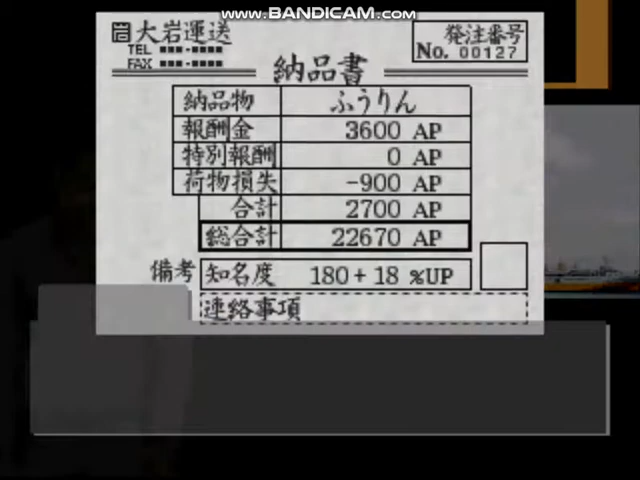 www.BANDICAM.com
大岩運送
TEL ■■■-■■■■
FAX ■■■-■■■■
発注番号
No. 00127
納品書
納品物 ふうりん
報酬金 3600 AP
特別報酬 0 AP
荷物損失 -900 AP
合計 2700 AP
総合計 22670 AP
備考 知名度 180+18 %UP
連絡事項